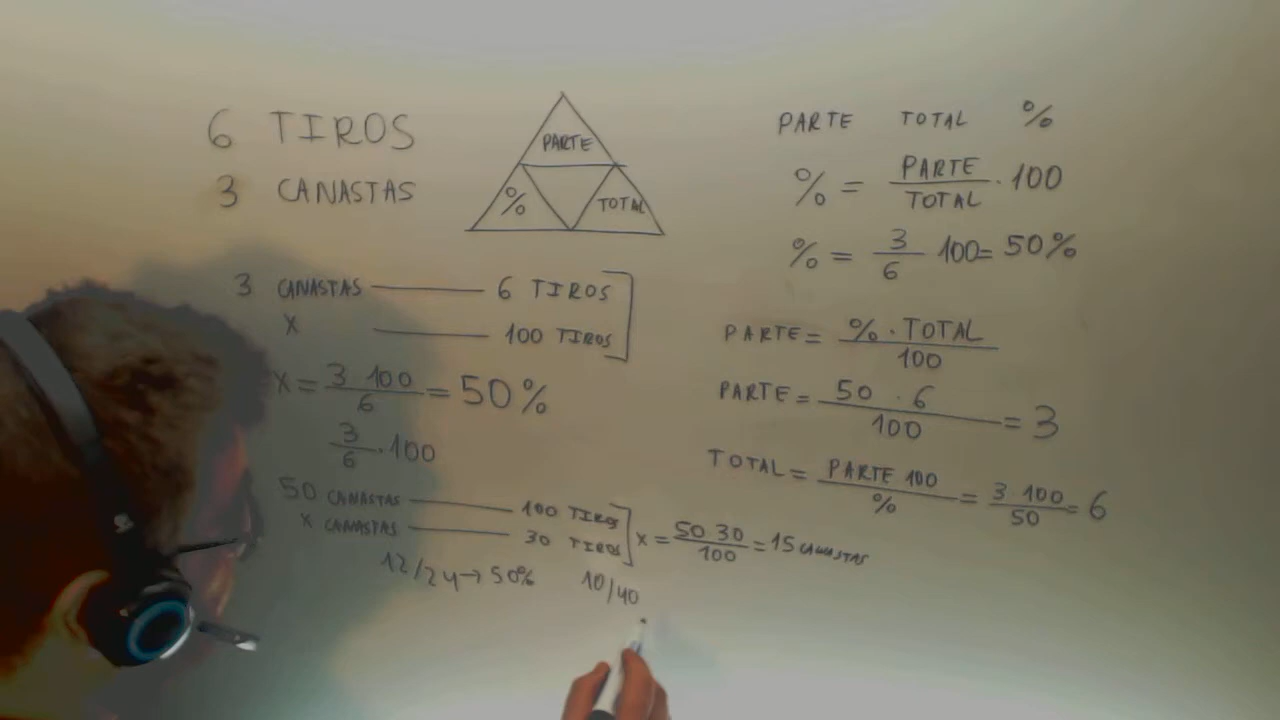 6 TIROS
3 CANASTAS
PARTE
% TOTAL
3 CANASTAS — 6 TIROS
X — 100 TIROS
X = 3 100 / 6 = 50%
3/6 . 100
50 CANASTAS — 100 TIROS
X CANASTAS — 30 TIROS
X = 50 30 / 100 = 15 CANASTAS
12/24 → 50% 10/40
PARTE TOTAL %
% = PARTE / TOTAL . 100
% = 3/6 100 = 50%
PARTE = % . TOTAL / 100
PARTE = 50 . 6 / 100 = 3
TOTAL = PARTE 100 / % = 3 100 / 50 = 6